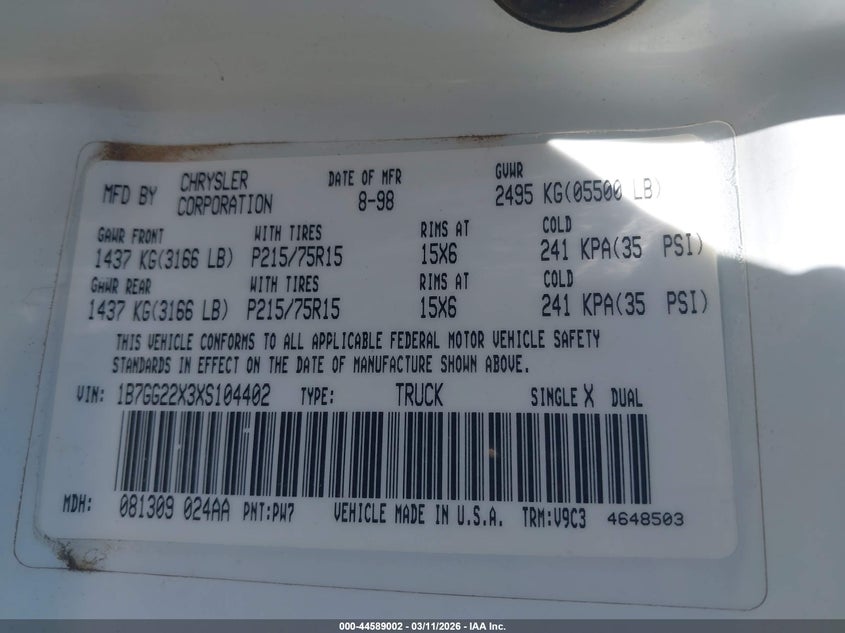 MFD BY CHRYSLER CORPORATION DATE OF MFR 8-98 GVWR 2495 KG(05500 LB)
GAWR FRONT WITH TIRES RIMS AT COLD
1437 KG(3166 LB) P215/75R15 15X6 241 KPA(35 PSI)
GAWR REAR WITH TIRES RIMS AT COLD
1437 KG(3166 LB) P215/75R15 15X6 241 KPA(35 PSI)
THIS VEHICLE CONFORMS TO ALL APPLICABLE FEDERAL MOTOR VEHICLE SAFETY
STANDARDS IN EFFECT ON THE DATE OF MANUFACTURE SHOWN ABOVE.
VIN: 1B7GG22X3XS104402 TYPE: TRUCK SINGLE X DUAL
MDH: 081309 024AA PNT:PW7 VEHICLE MADE IN U.S.A. TRM:V9C3 4648503
000-44589002 - 03/11/2026 - IAA Inc.